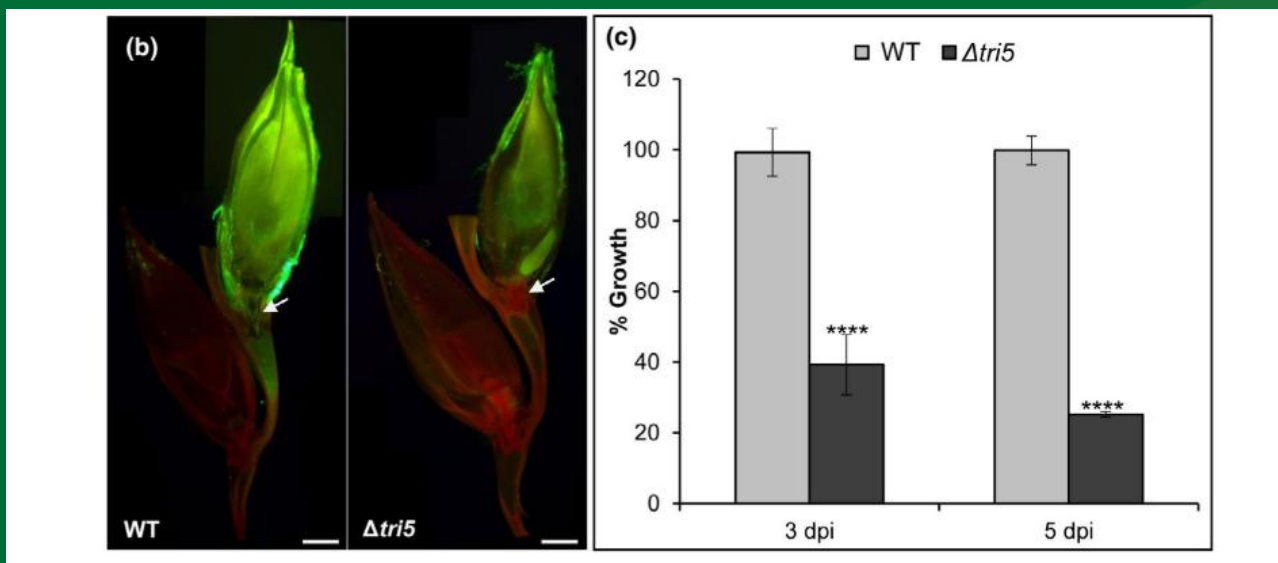 (b)
WT
Δtri5
(c)
WT Δtri5
% Growth
120
100
80
60
40
20
0
****
****
3 dpi 5 dpi